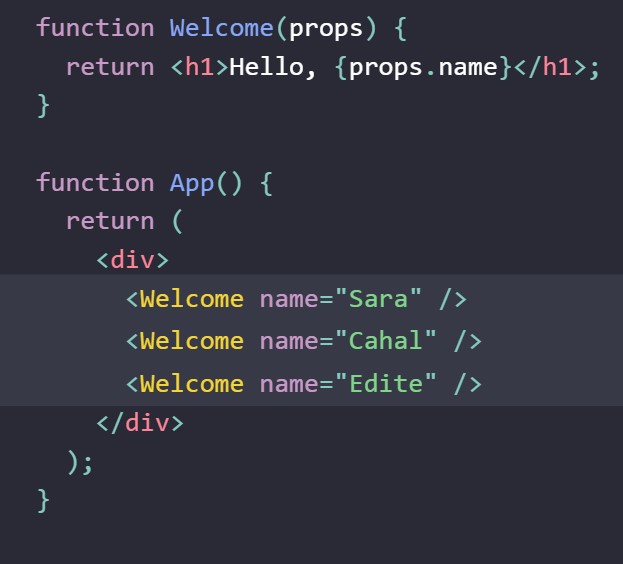 function Welcome(props) {
  return <h1>Hello, {props.name}</h1>;
}

function App() {
  return (
    <div>
      <Welcome name="Sara" />
      <Welcome name="Cahal" />
      <Welcome name="Edite" />
    </div>
  );
}